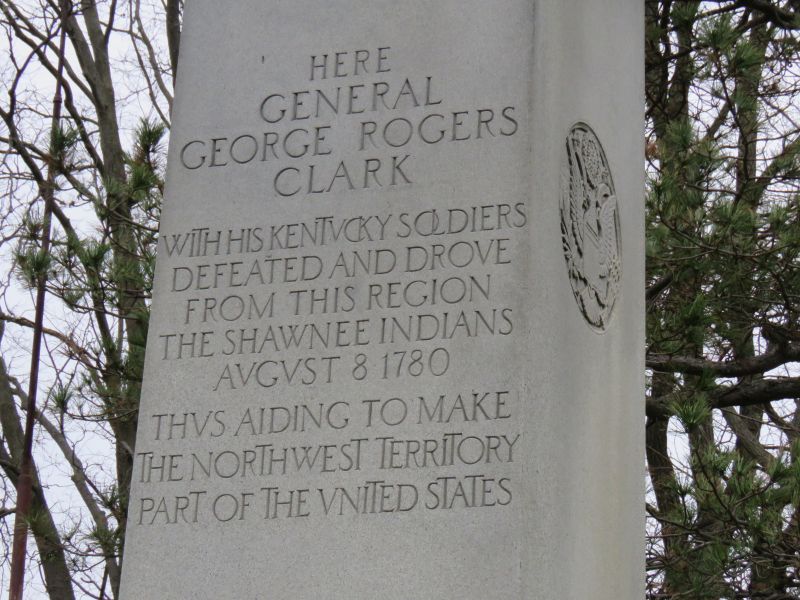 HERE
GENERAL
GEORGE ROGERS
CLARK
WITH HIS KENTVCKY SOLDIERS
DEFEATED AND DROVE
FROM THIS REGION
THE SHAWNEE INDIANS
AVGVST 8 1780
THVS AIDING TO MAKE
THE NORTHWEST TERRITORY
PART OF THE VNITED STATES